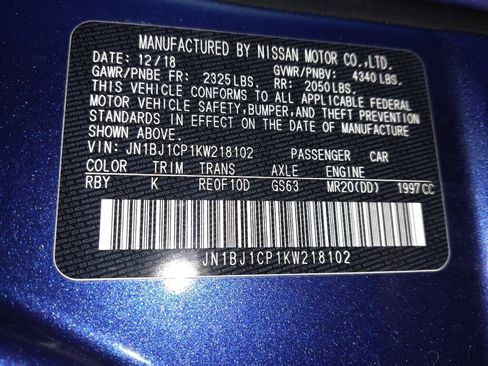 MANUFACTURED BY NISSAN MOTOR CO.,LTD.
DATE: 12/18 GVWR/PNBV: 4340 LBS.
GAWR/PNBE FR: 2325 LBS. RR: 2050 LBS.
THIS VEHICLE CONFORMS TO ALL APPLICABLE FEDERAL
MOTOR VEHICLE SAFETY, BUMPER, AND THEFT PREVENTION
STANDARDS IN EFFECT ON THE DATE OF MANUFACTURE
SHOWN ABOVE.
VIN: JN1BJ1CP1KW218102 PASSENGER CAR
COLOR TRIM TRANS AXLE ENGINE
RBY K RE0F10D GS63 MR20(DD) 1997CC
JN1BJ1CP1KW218102